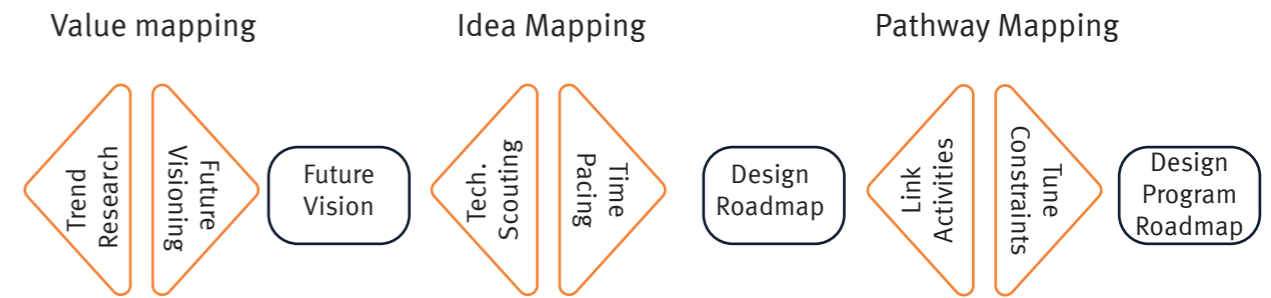 Value mapping
Idea Mapping
Pathway Mapping
Trend
Research
Future
Visioning
Future
Vision
Tech.
Scouting
Time
Pacing
Design
Roadmap
Link
Activities
Tune
Constraints
Design
Program
Roadmap